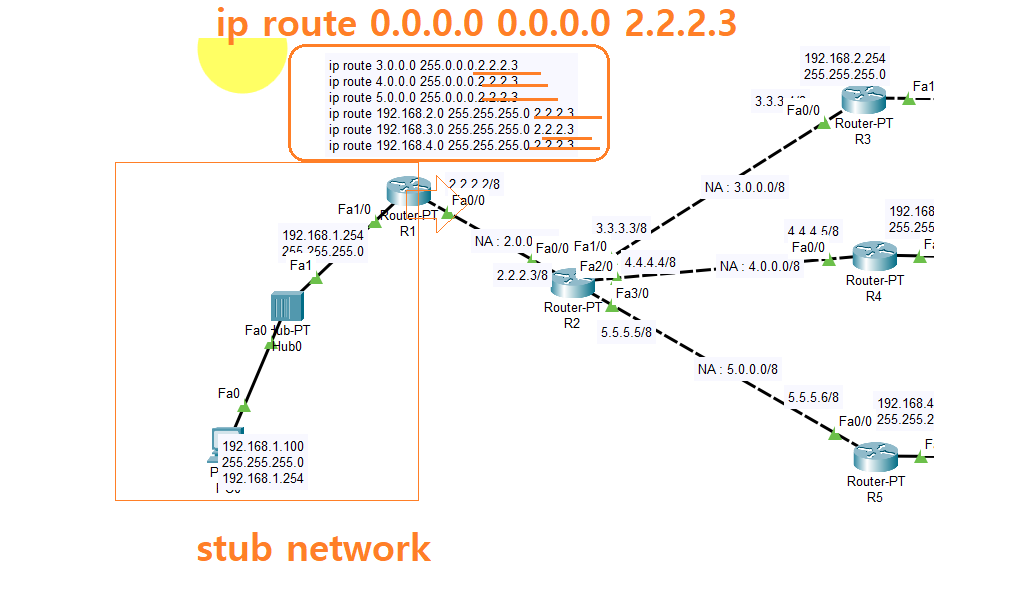 ip route 0.0.0.0 0.0.0.0 2.2.2.3
ip route 3.0.0.0 255.0.0.0 2.2.2.3
ip route 4.0.0.0 255.0.0.0 2.2.2.3
ip route 5.0.0.0 255.0.0.0 2.2.2.3
ip route 192.168.2.0 255.255.255.0 2.2.2.3
ip route 192.168.3.0 255.255.255.0 2.2.2.3
ip route 192.168.4.0 255.255.255.0 2.2.2.3
192.168.2.254
255.255.255.0
Fa1
Fa0/0
Router-PT
R3
2.2.2.2/8
Fa0/0
Fa1/0
Router-PT
R1
NA : 3.0.0.0/8
192.168.1.254
255.255.255.0
Fa1
3.3.3.3/8
NA : 2.0.0
Fa0/0
Fa1/0
2.2.2.3/8
Fa2/0
4.4.4.4/8
Fa3/0
Router-PT
R2
5.5.5.5/8
NA : 4.0.0.0/8
4.4.4.5/8
Fa0/0
192.168
255.255
Router-PT
R4
Fa0
ub-PT
Hub0
NA : 5.0.0.0/8
5.5.5.6/8
Fa0/0
192.168.4
255.255.2
Router-PT
R5
Fa0
192.168.1.100
255.255.255.0
192.168.1.254
stub network